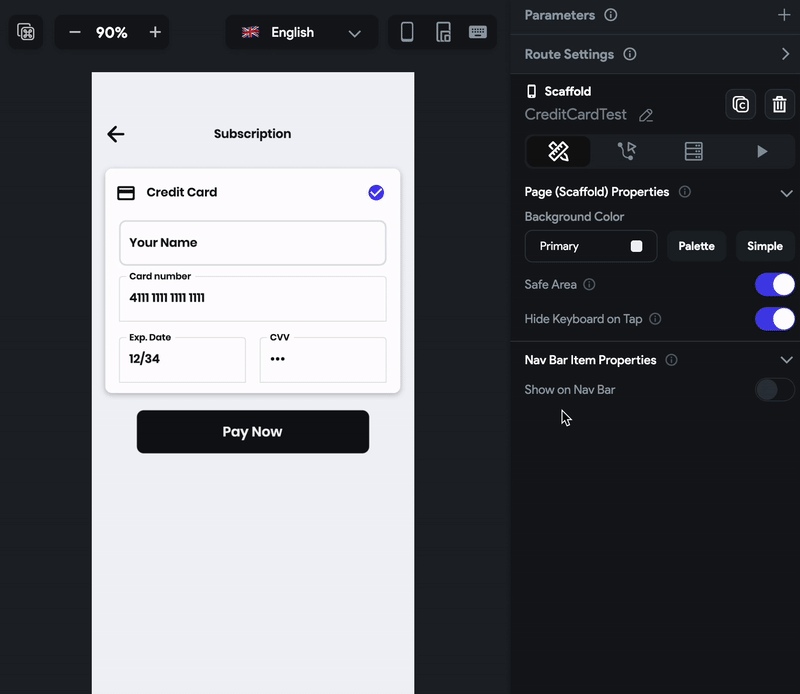 90%
English
Parameters
Route Settings
Scaffold
CreditCardTest
Subscription
Credit Card
Your Name
Card number
4111 1111 1111 1111
Exp. Date
12/34
CVV
•••
Pay Now
Page (Scaffold) Properties
Background Color
Primary
Palette
Simple
Safe Area
Hide Keyboard on Tap
Nav Bar Item Properties
Show on Nav Bar